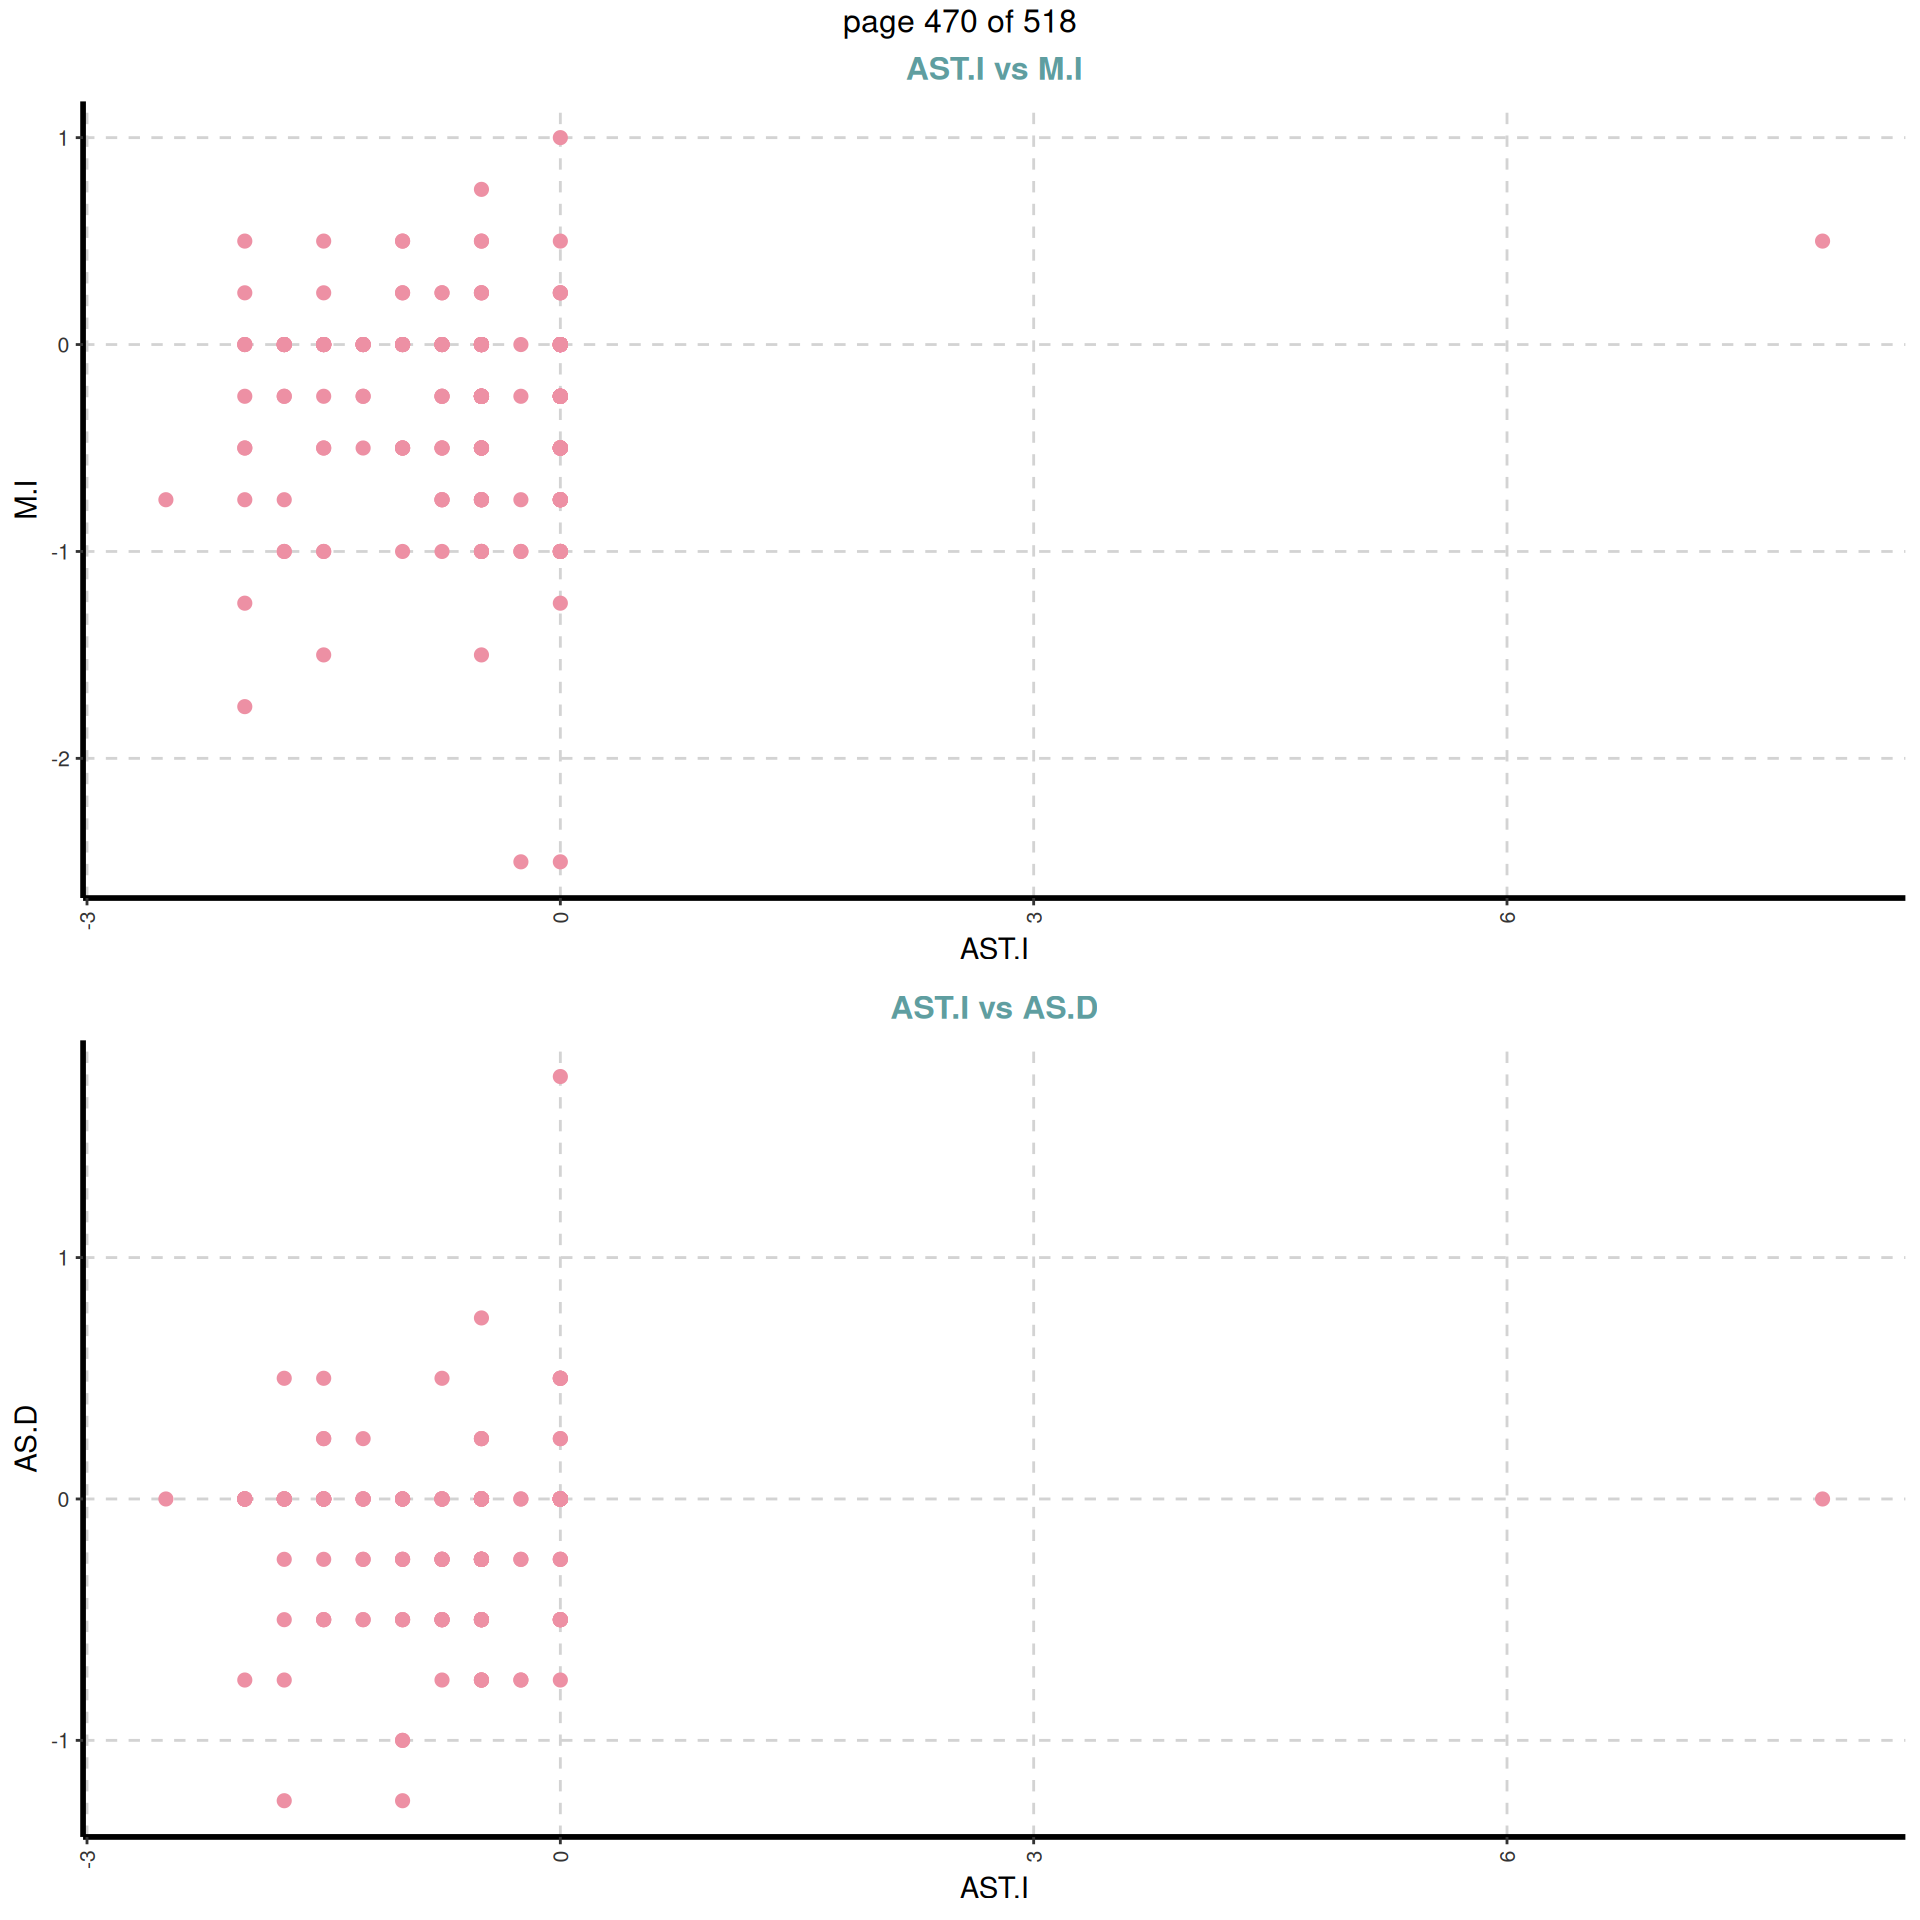 page 470 of 518
AST.I vs M.I
1
0
-1
-2
M.I
-3 0 3 6
AST.I
AST.I vs AS.D
1
0
-1
AS.D
-3 0 3 6
AST.I